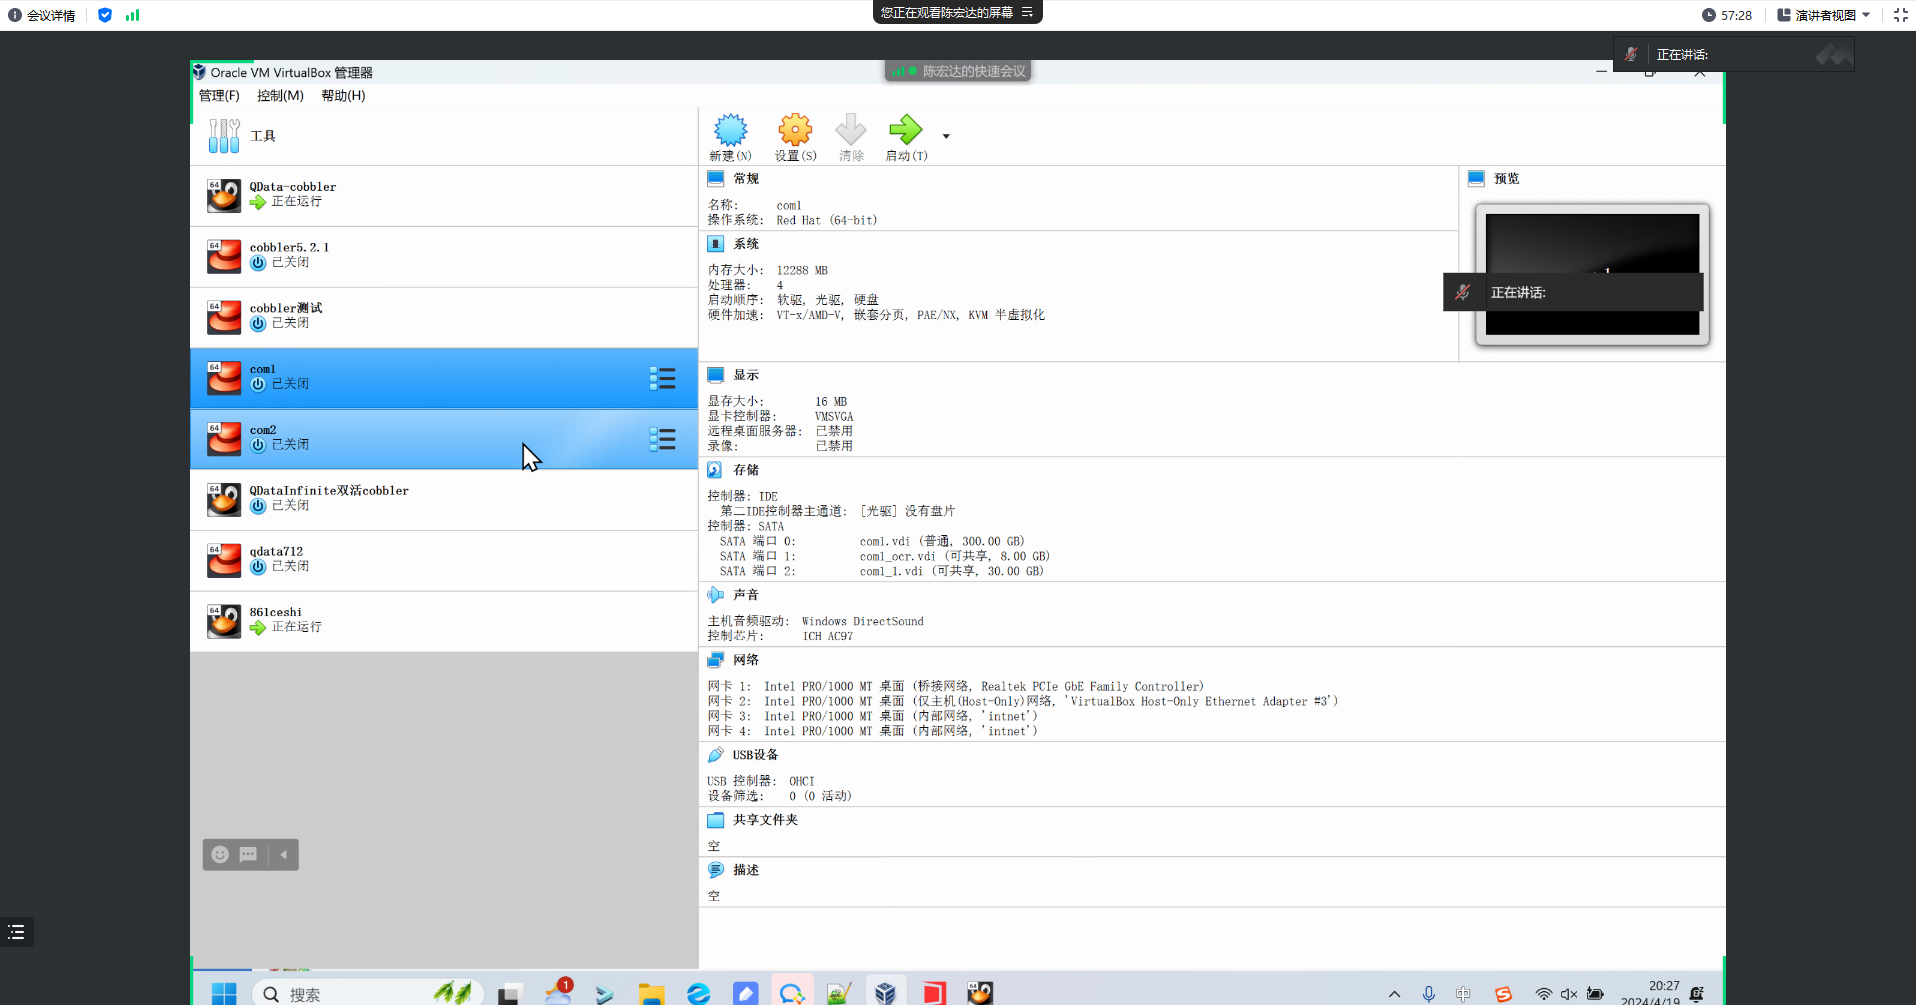 会议详情
您正在观看陈宏达的屏幕
57:28
演讲者视图
正在讲话:
Oracle VM VirtualBox 管理器
陈宏达的快速会议
管理(F)
控制(M)
帮助(H)
工具
新建(N)
设置(S)
清除
启动(T)
64
QData-cobbler
正在运行
64
cobbler5.2.1
已关闭
64
cobbler测试
已关闭
64
com1
已关闭
64
com2
已关闭
64
QDataInfinite双活cobbler
已关闭
64
qdata712
已关闭
64
861ceshi
正在运行
常规
名称: com1
操作系统: Red Hat (64-bit)
系统
内存大小: 12288 MB
处理器: 4
启动顺序: 软驱, 光驱, 硬盘
硬件加速: VT-x/AMD-V, 嵌套分页, PAE/NX, KVM 半虚拟化
预览
正在讲话:
显示
显存大小: 16 MB
显卡控制器: VMSVGA
远程桌面服务器: 已禁用
录像: 已禁用
存储
控制器: IDE
第二IDE控制器主通道: [光驱] 没有盘片
控制器: SATA
SATA 端口 0: com1.vdi (普通, 300.00 GB)
SATA 端口 1: com1_ocr.vdi (可共享, 8.00 GB)
SATA 端口 2: com1_1.vdi (可共享, 30.00 GB)
声音
主机音频驱动: Windows DirectSound
控制芯片: ICH AC97
网络
网卡 1: Intel PRO/1000 MT 桌面 (桥接网络, Realtek PCIe GbE Family Controller)
网卡 2: Intel PRO/1000 MT 桌面 (仅主机(Host-Only)网络, 'VirtualBox Host-Only Ethernet Adapter #3')
网卡 3: Intel PRO/1000 MT 桌面 (内部网络, 'intnet')
网卡 4: Intel PRO/1000 MT 桌面 (内部网络, 'intnet')
USB设备
USB 控制器: OHCI
设备筛选: 0 (0 活动)
共享文件夹
空
描述
空
搜索
1
64
中
20:27
2024/4/19